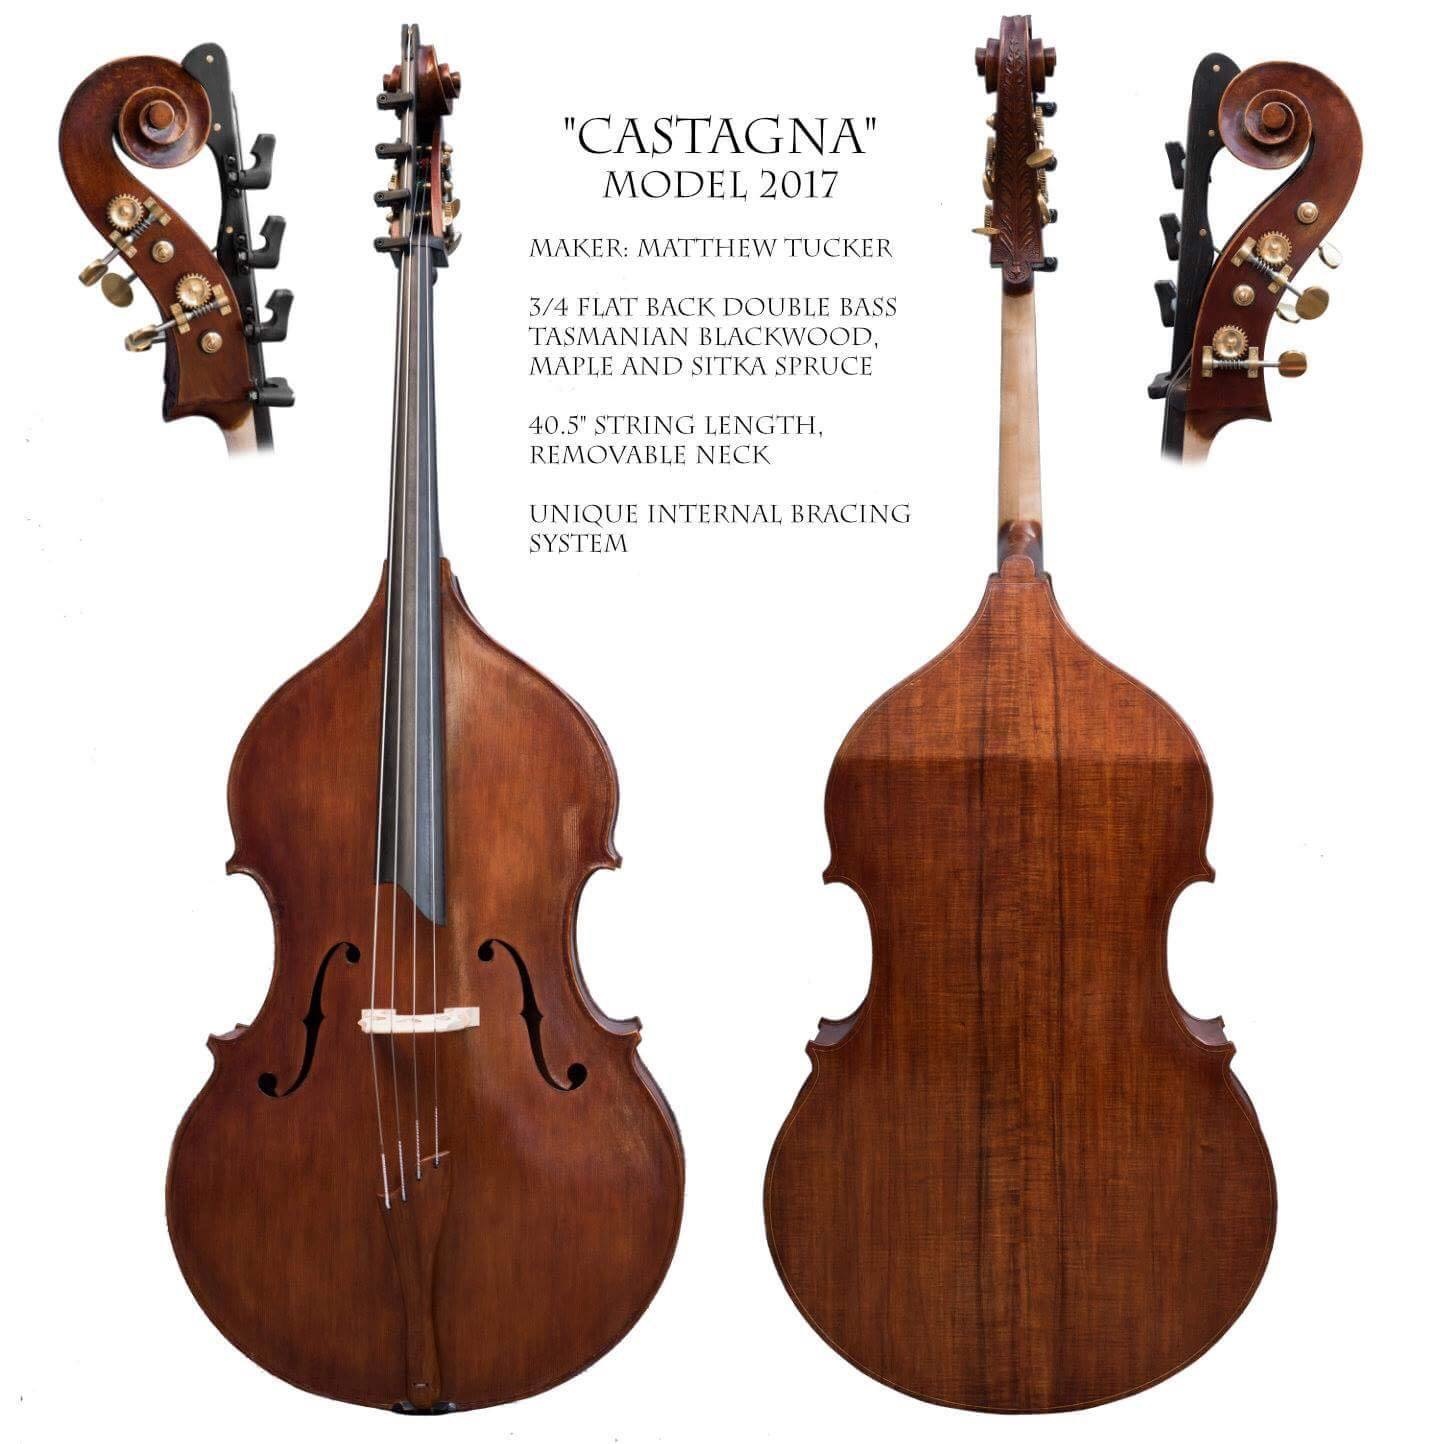 "CASTAGNA"
MODEL 2017
MAKER: MATTHEW TUCKER
3/4 FLAT BACK DOUBLE BASS
TASMANIAN BLACKWOOD,
MAPLE AND SITKA SPRUCE
40.5" STRING LENGTH,
REMOVABLE NECK
UNIQUE INTERNAL BRACING
SYSTEM